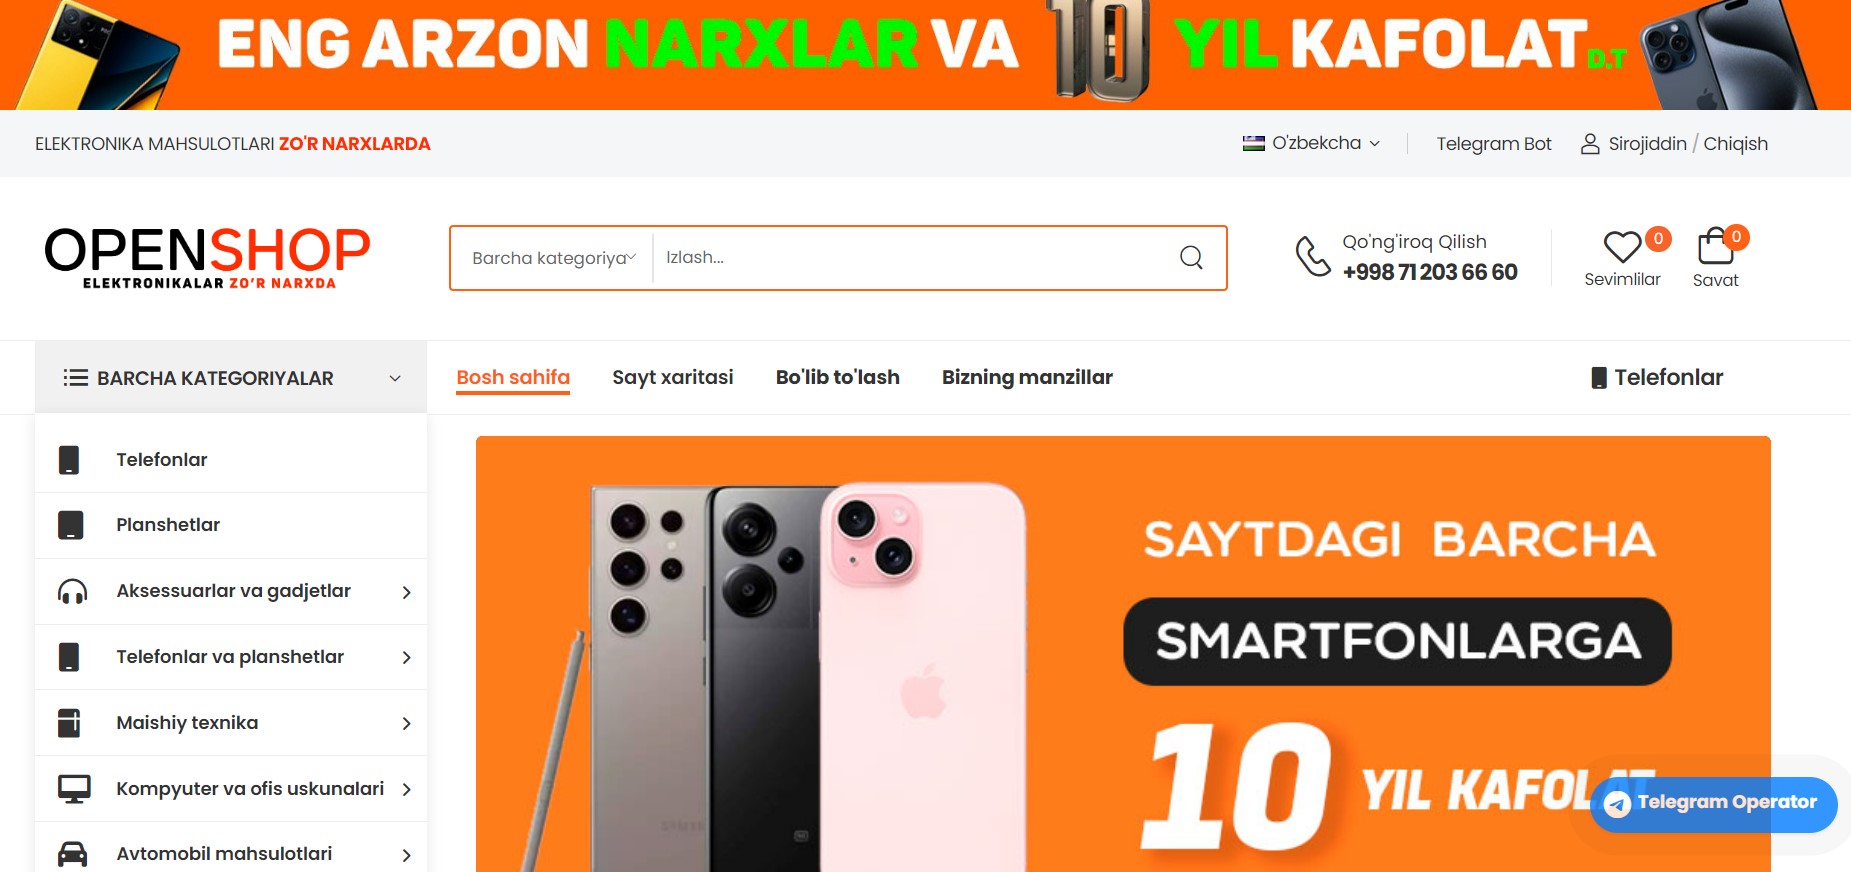 ENG ARZON NARXLAR VA 10 YIL KAFOLAT D.T
ELEKTRONIKA MAHSULOTLARI ZO'R NARXLARDA
O'zbekcha
Telegram Bot
Sirojiddin / Chiqish
OPENSHOP
ELEKTRONIKALAR ZO'R NARXDA
Barcha kategoriya
Izlash...
Qo'ng'iroq Qilish
+998 71 203 66 60
0
Sevimlilar
0
Savat
BARCHA KATEGORIYALAR
Bosh sahifa
Sayt xaritasi
Bo'lib to'lash
Bizning manzillar
Telefonlar
Telefonlar
Planshetlar
Aksessuarlar va gadjetlar
Telefonlar va planshetlar
Maishiy texnika
Kompyuter va ofis uskunalari
Avtomobil mahsulotlari
SAYTDAGI BARCHA
SMARTFONLARGA
10 YIL KAFOLAT
Telegram Operator